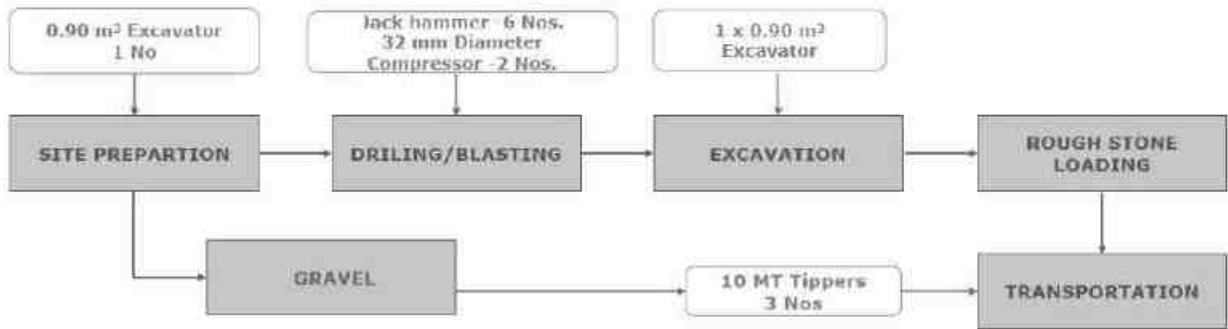 0.90 m³ Excavator
1 No
Jack hammer -6 Nos.
32 mm Diameter
Compressor -2 Nos.
1 x 0.90 m³
Excavator
SITE PREPARTION
DRILING/BLASTING
EXCAVATION
ROUGH STONE
LOADING
GRAVEL
10 MT Tippers
3 Nos
TRANSPORTATION